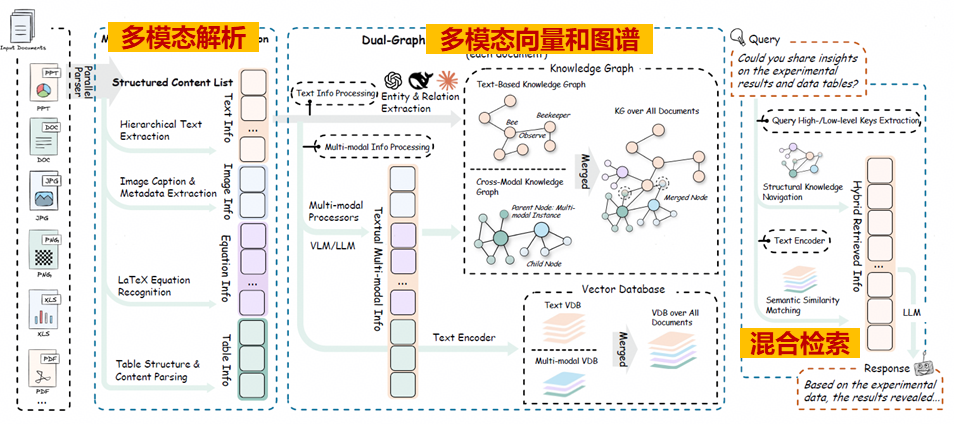 Input Documents
PPT
PPT
DOC
DOC
JPG
JPG
PNG
PNG
XLS
XLS
PDF
PDF
Parallel
Parser
多模态解析
Structured Content List
Hierarchical Text
Extraction
Image Caption &
Metadata Extraction
LaTeX Equation
Recognition
Table Structure &
Content Parsing
Text Info
...
Image Info
Equation Info
...
Table Info
Dual-Graph
多模态向量和图谱
(each document)
Text Info Processing
Entity & Relation
Extraction
Multi-modal Info Processing
Multi-modal
Processors
VLM/LLM
Textual Multi-modal Info
...
Text Encoder
Knowledge Graph
Text-Based Knowledge Graph
Bee
Beekeeper
Observe
Cross-Modal Knowledge
Graph
Parent Node: Multi-
modal Instance
Child Node
Merged
KG over All Documents
Merged Node
Vector Database
Text VDB
Multi-modal VDB
Merged
VDB over All
Documents
Query
Could you share insights
on the experimental
results and data tables?
Query High-/Low-level Keys Extraction
Structural Knowledge
Navigation
Text Encoder
Semantic Similarity
Matching
Hybrid Retrieved Info
...
LLM
混合检索
Response
Based on the experimental
data, the results revealed...